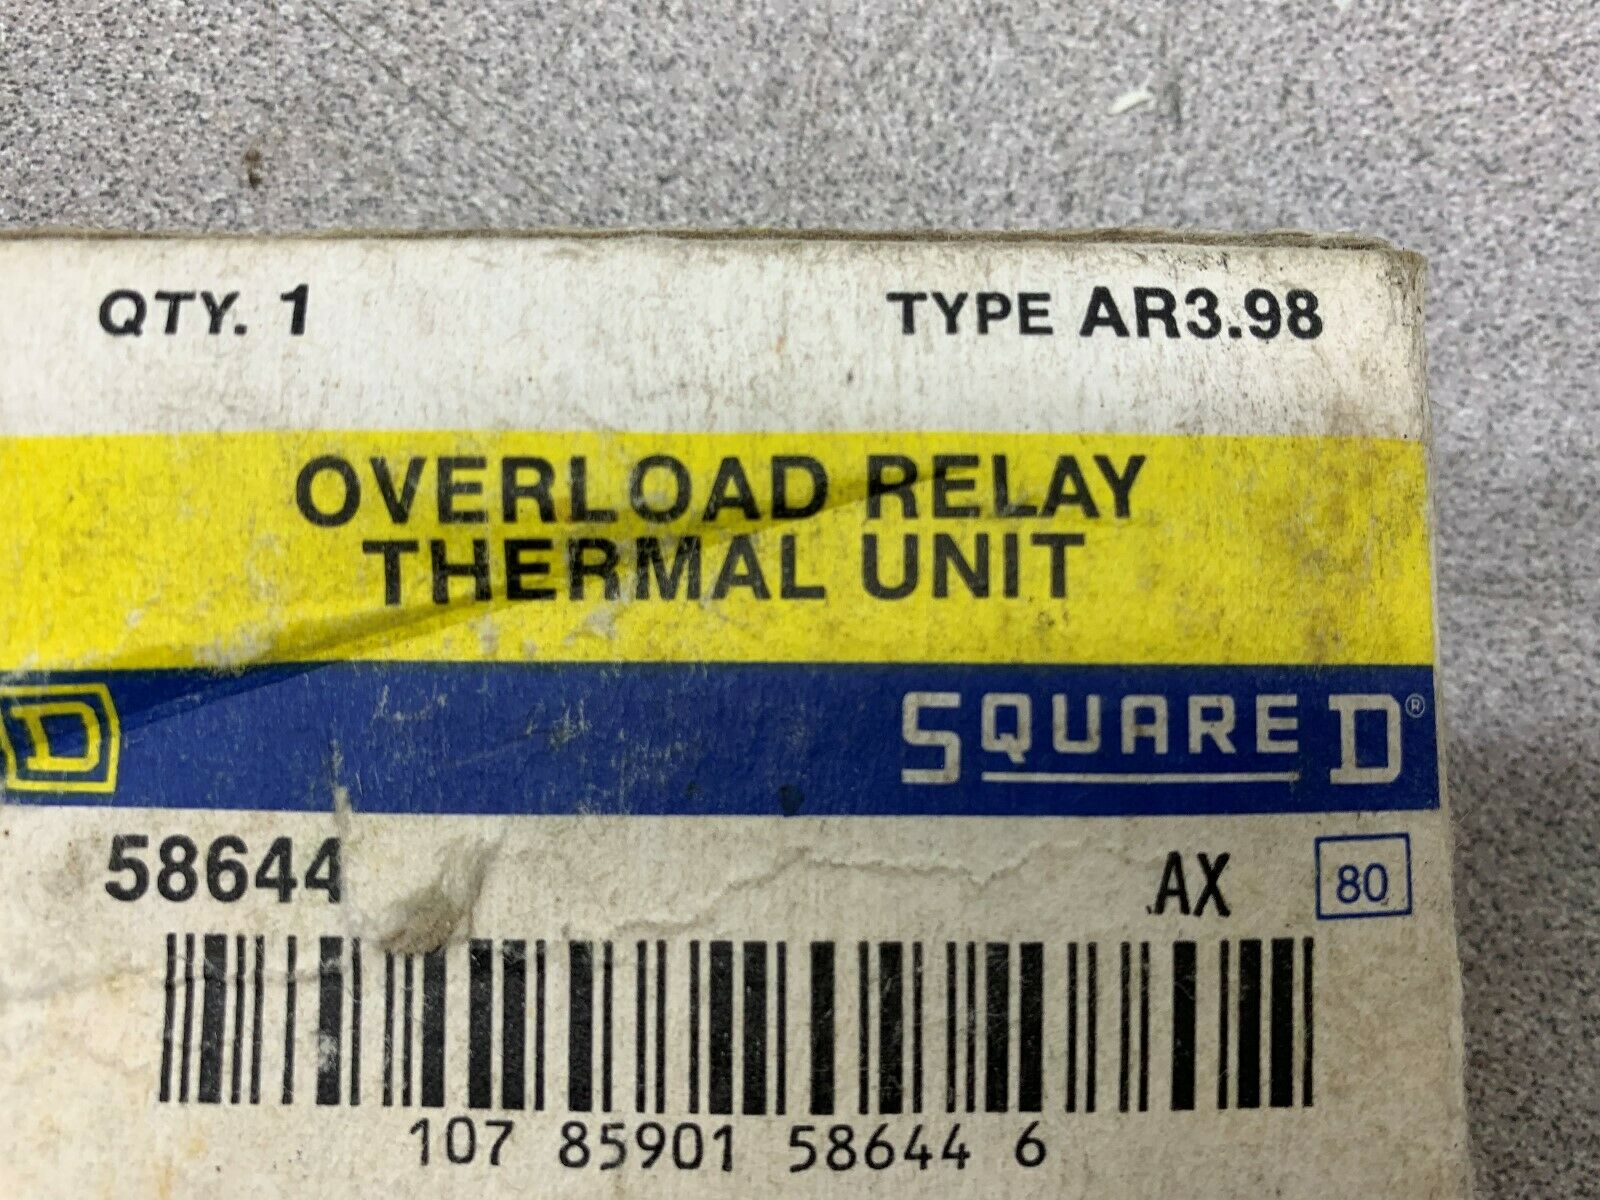 QTY. 1 TYPE AR3.98
OVERLOAD RELAY
THERMAL UNIT
D SQUARE D®
58644 AX 80
107 85901 58644 6